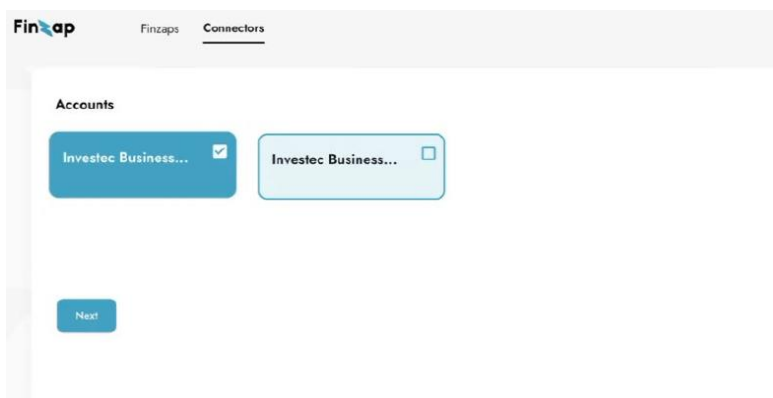 Finzap Finzaps Connectors
Accounts
Investec Business... Investec Business...
Next